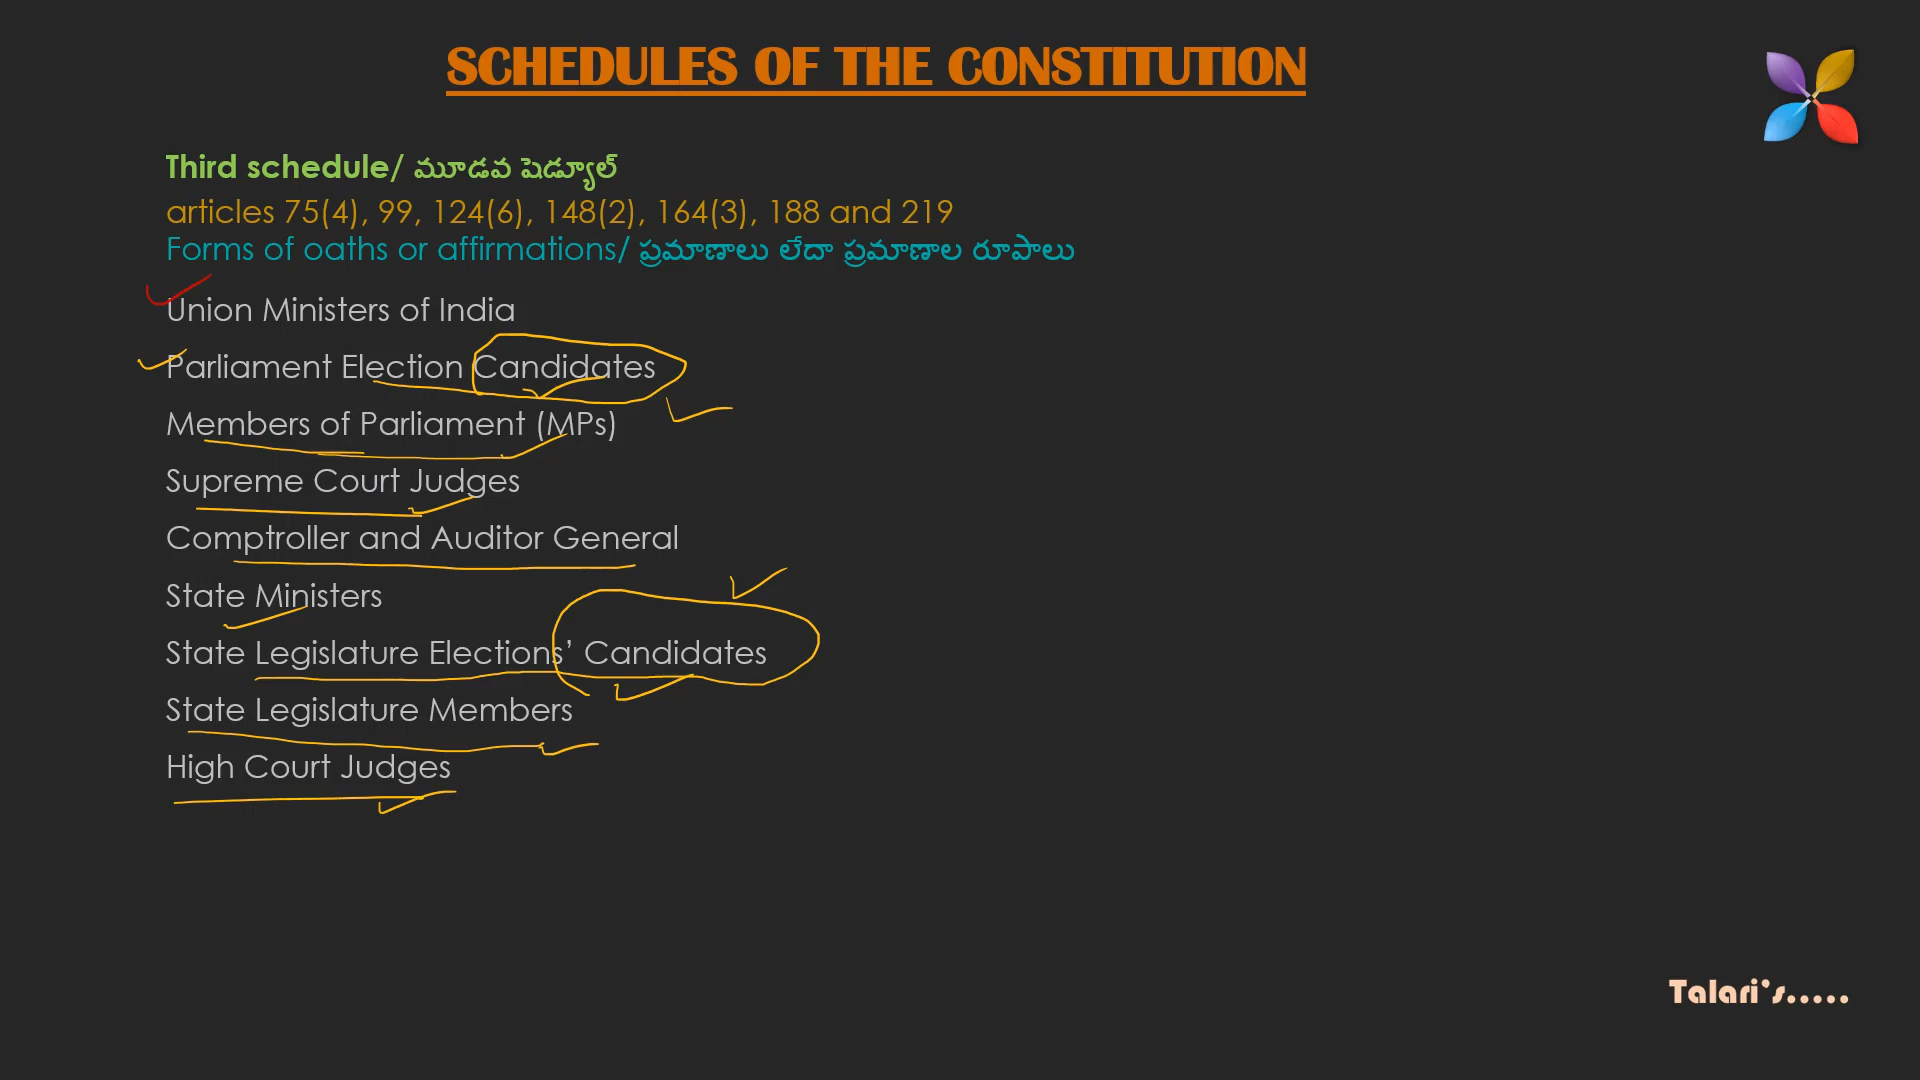 SCHEDULES OF THE CONSTITUTION
Third schedule/ మూడవ షెడ్యూల్
articles 75(4), 99, 124(6), 148(2), 164(3), 188 and 219
Forms of oaths or affirmations/ ప్రమాణాలు లేదా ప్రమాణాల రూపాలు
Union Ministers of India
Parliament Election Candidates
Members of Parliament (MPs)
Supreme Court Judges
Comptroller and Auditor General
State Ministers
State Legislature Elections’ Candidates
State Legislature Members
High Court Judges
Talari's.....